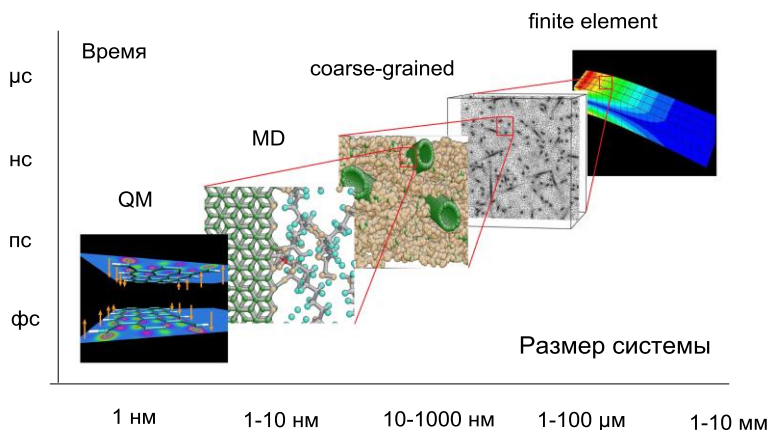 finite element
Время
coarse-grained
μс
MD
нс
QM
пс
фс
Размер системы
1 нм
1-10 нм
10-1000 нм
1-100 μм
1-10 мм